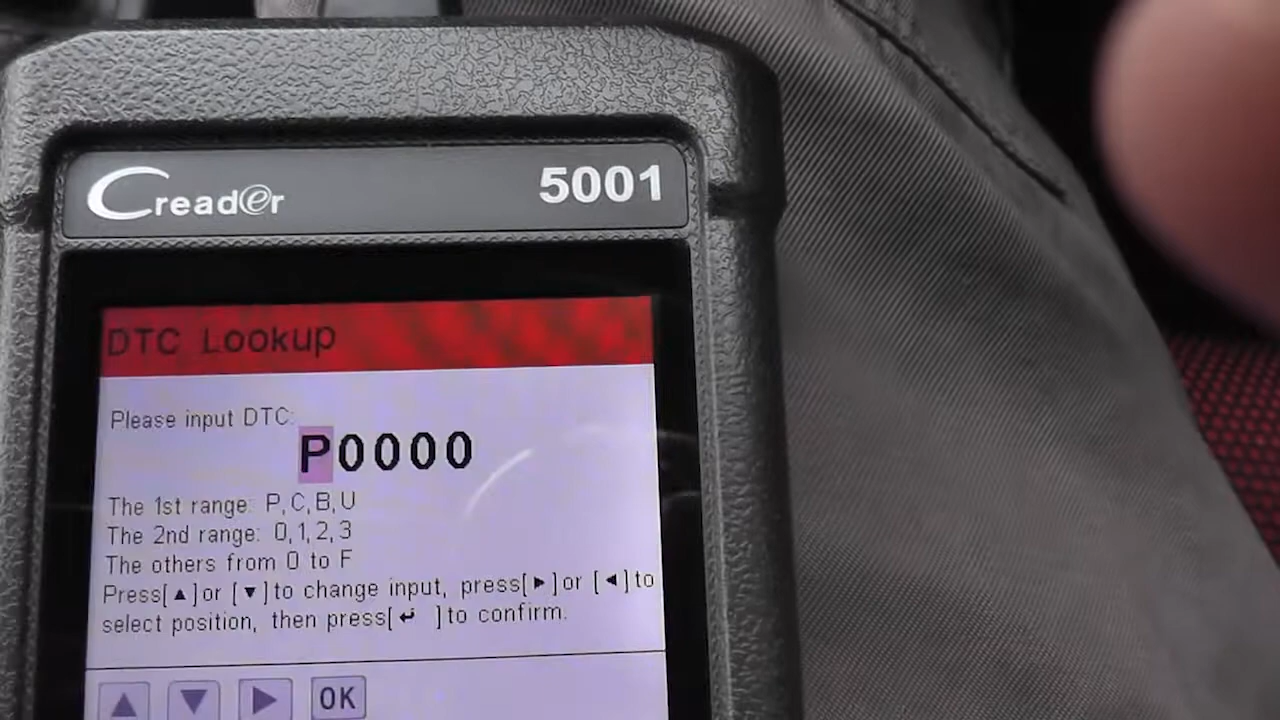 Creader 5001
DTC Lookup
Please input DTC:
P0000
The 1st range: P,C,B,U
The 2nd range: 0,1,2,3
The others from 0 to F
Press[▲]or [▼]to change input, press[►]or [◄]to
select position, then press[↵ ]to confirm.
▲ ▼ ► OK